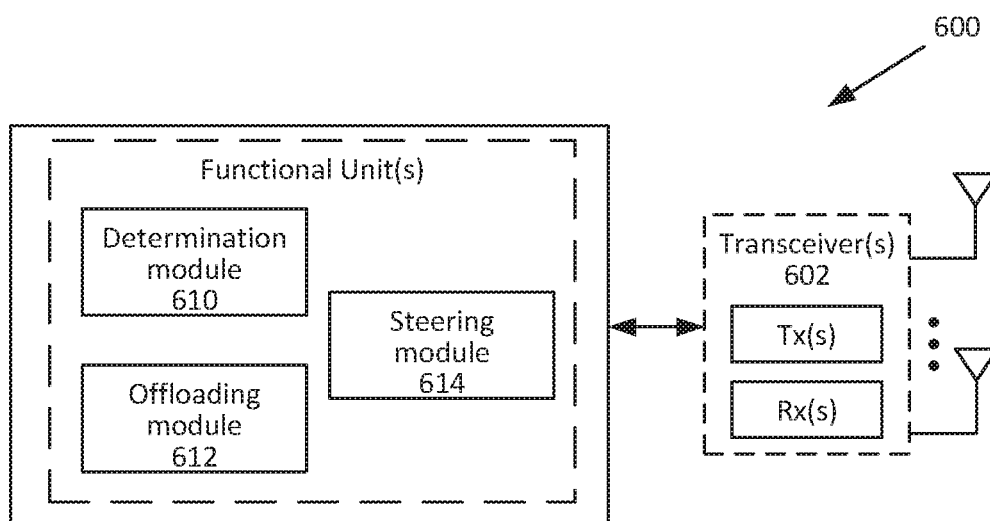 600
Functional Unit(s)
Determination
module
610
Steering
module
614
Offloading
module
612
Transceiver(s)
602
Tx(s)
Rx(s)